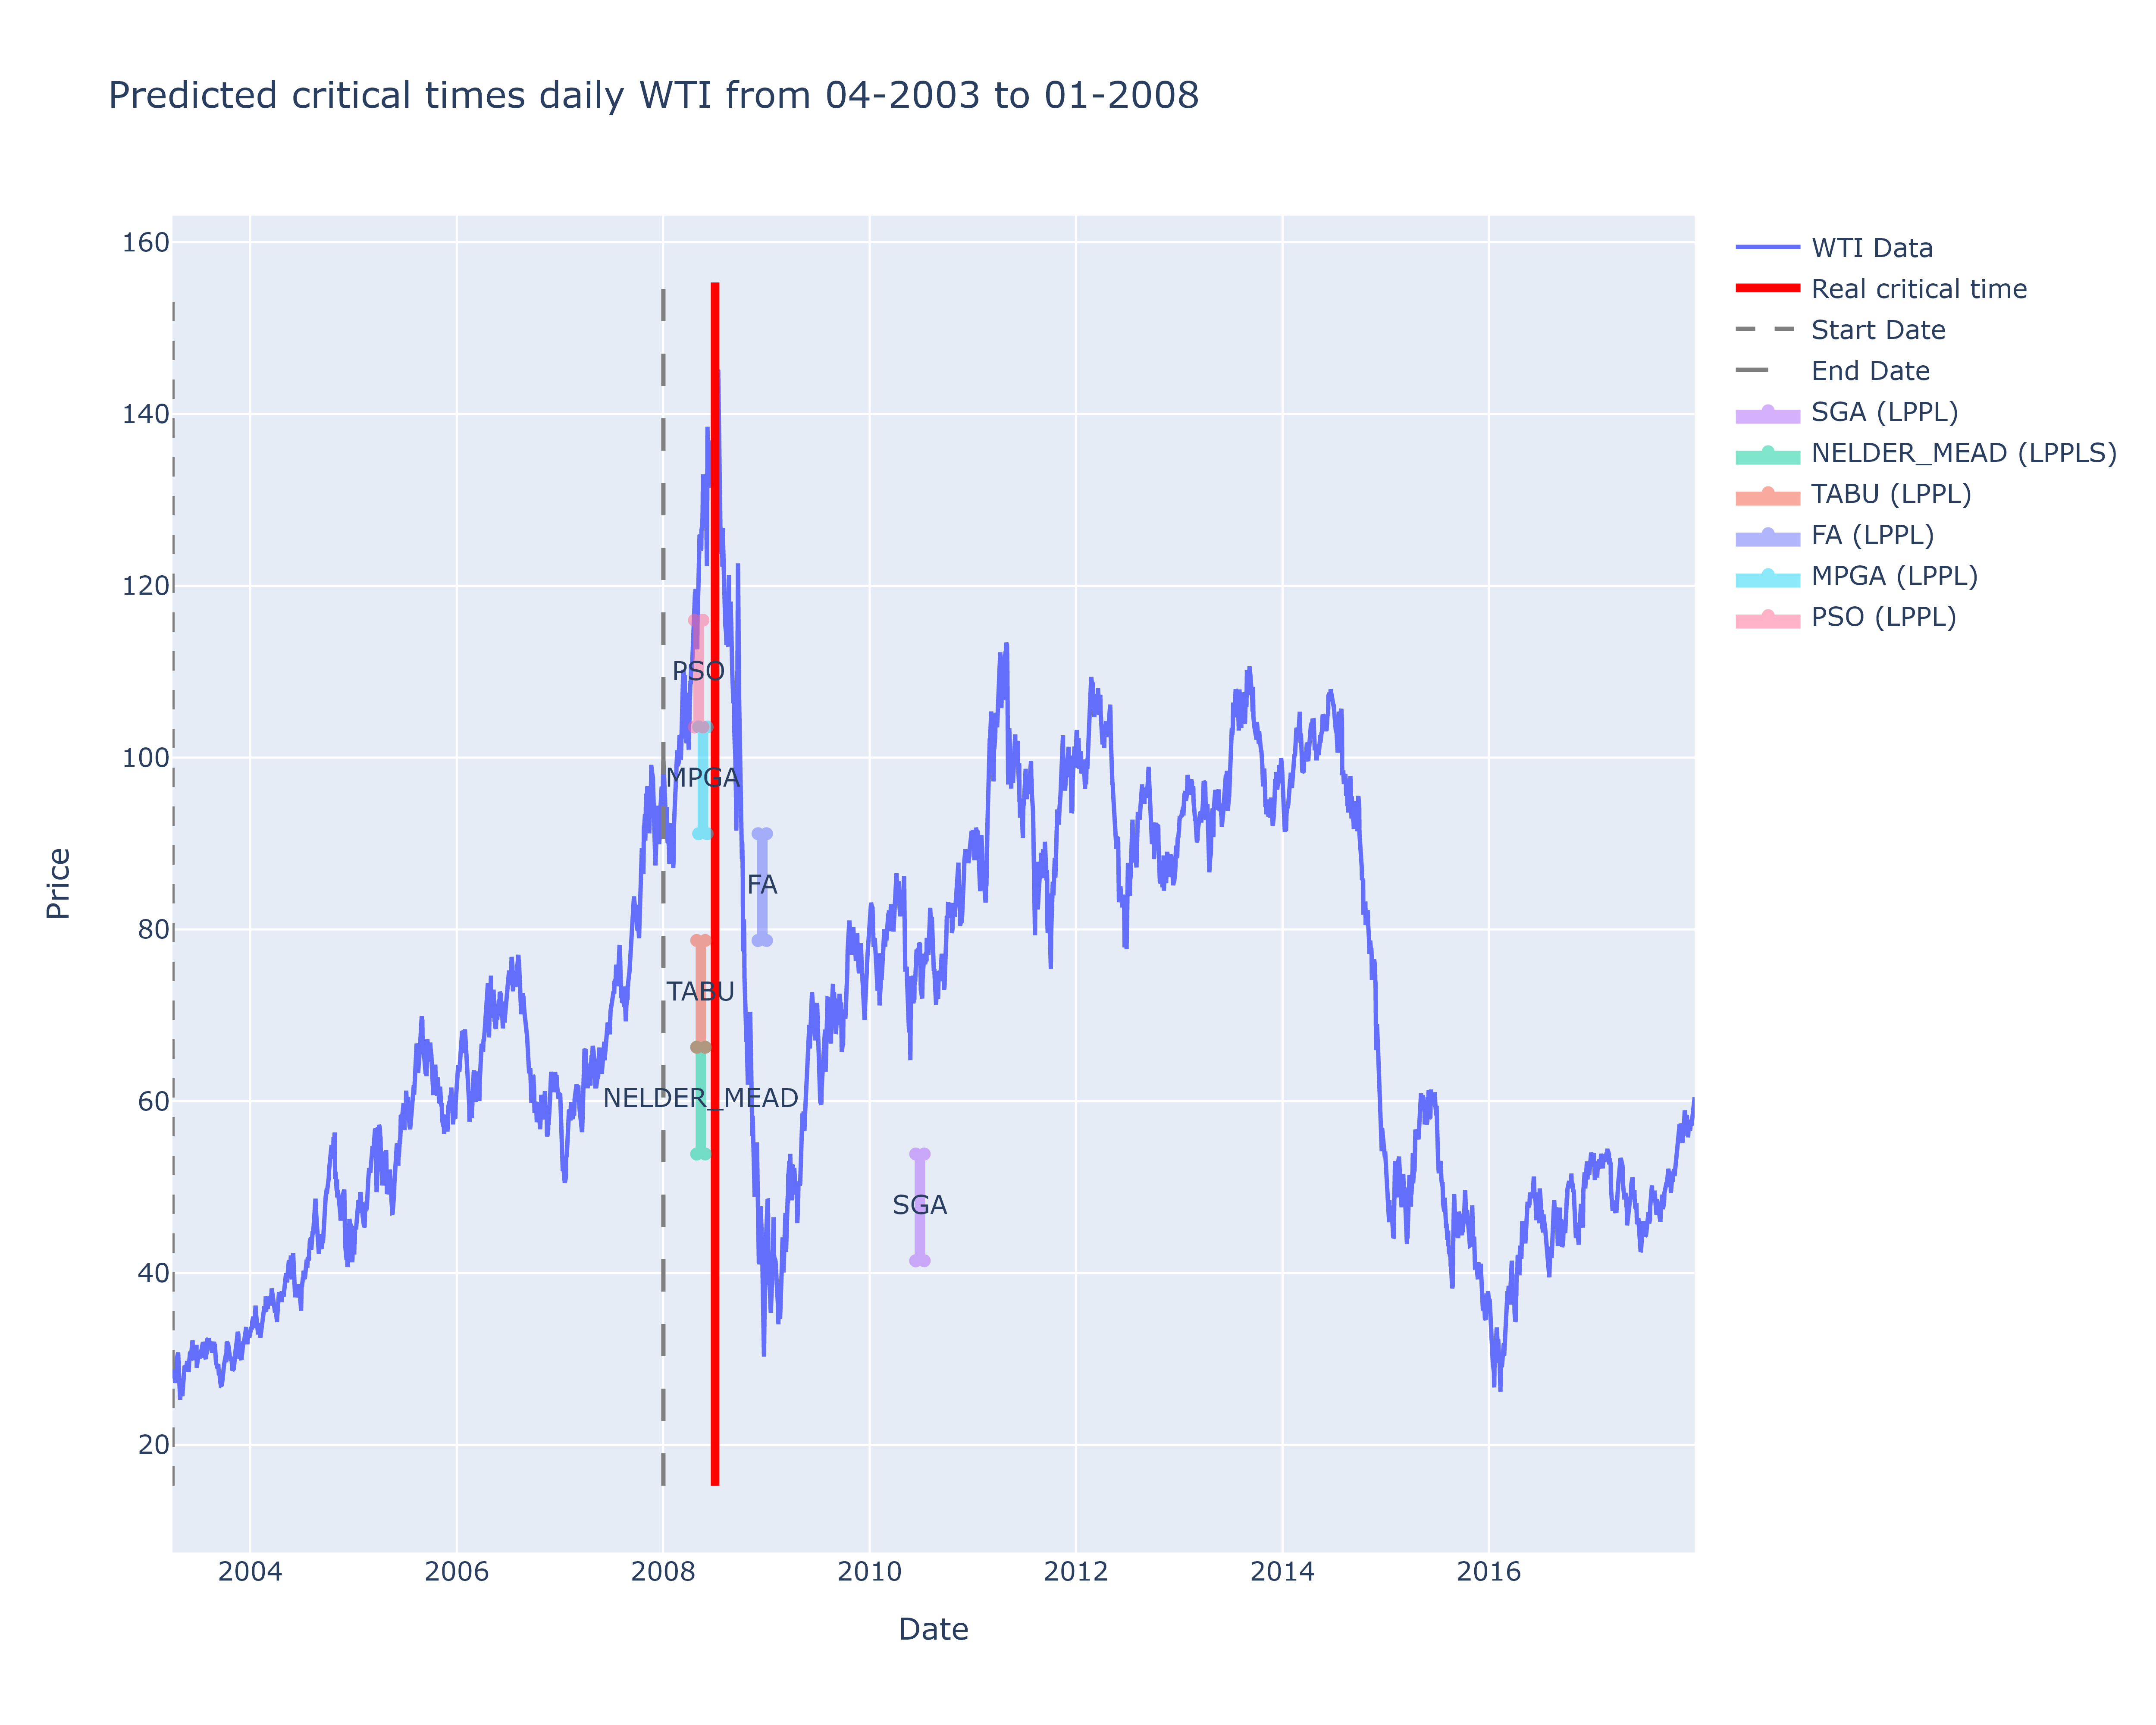 Predicted critical times daily WTI from 04-2003 to 01-2008
160
140
120
100
80
60
40
20
Price
2004
2006
2008
2010
2012
2014
2016
Date
PSO
MPGA
FA
TABU
NELDER_MEAD
SGA
WTI Data
Real critical time
Start Date
End Date
SGA (LPPL)
NELDER_MEAD (LPPLS)
TABU (LPPL)
FA (LPPL)
MPGA (LPPL)
PSO (LPPL)